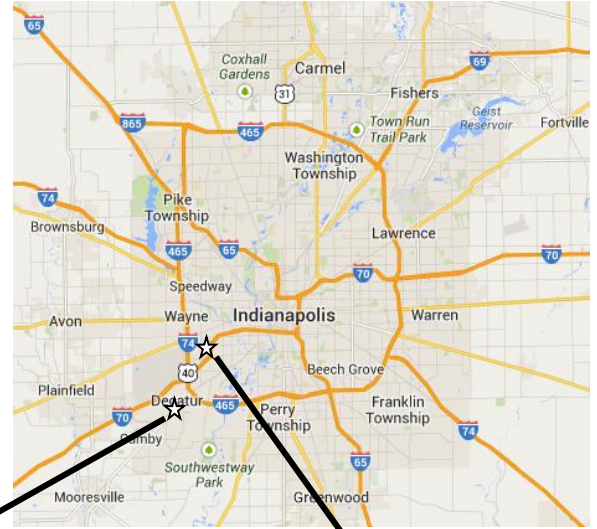 65
Coxhall
Gardens
Carmel
69
31
Fishers
Geist
Reservoir
865
465
Town Run
Trail Park
Fortville
Washington
Township
74
Pike
Township
Brownsburg
465
65
Lawrence
70
70
Speedway
Avon
Wayne
Indianapolis
Warren
74
40
Beech Grove
Plainfield
Decatur
465
Perry
Township
Franklin
Township
70
Camby
74
Southwestway
Park
65
Mooresville
Greenwood